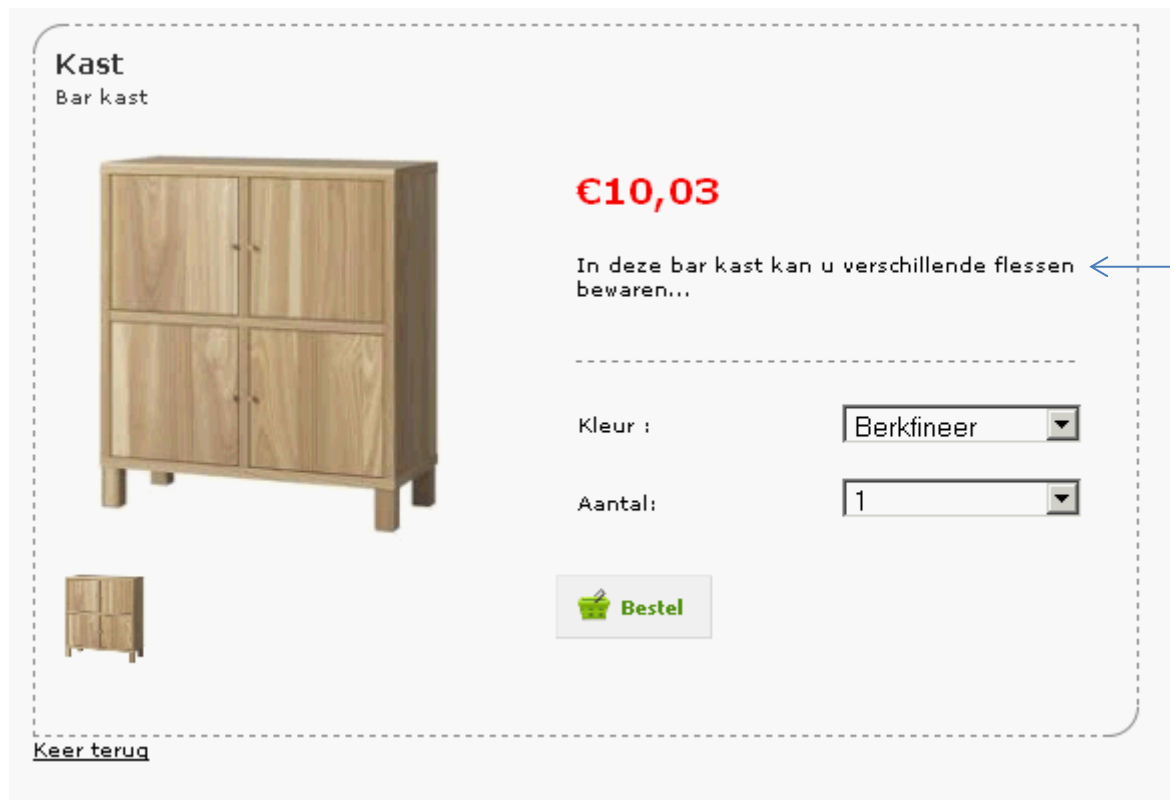 Kast
Bar kast
€10,03
In deze bar kast kan u verschillende flessen
bewaren...
Kleur :
Berkfineer
Aantal:
1
Bestel
Keer terug